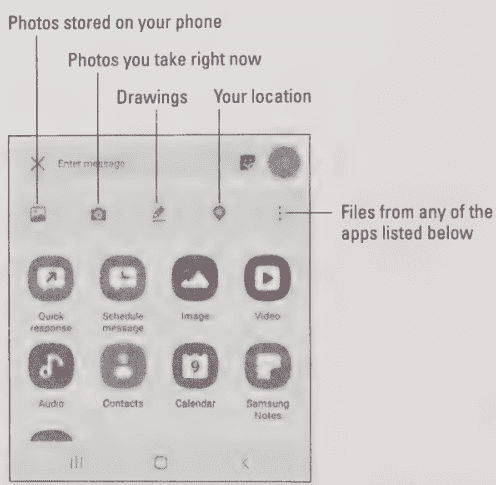 Photos stored on your phone
Photos you take right now
Drawings
Your location
Enter message
Files from any of the
apps listed below
Quick
response
Schedule
message
Image
Video
Audio
Contacts
9
Calendar
Samsung
Notes